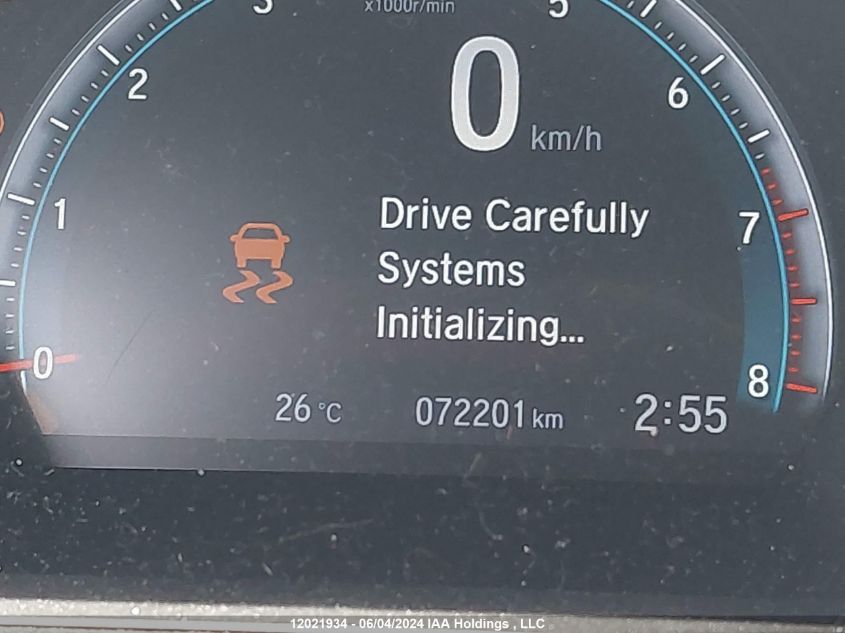 3 x1000r/min 5
2 0 6
km/h
1 Drive Carefully 7
Systems
Initializing...
0 8
26 °C 072201 km 2:55
12021934 - 06/04/2024 IAA Holdings , LLC